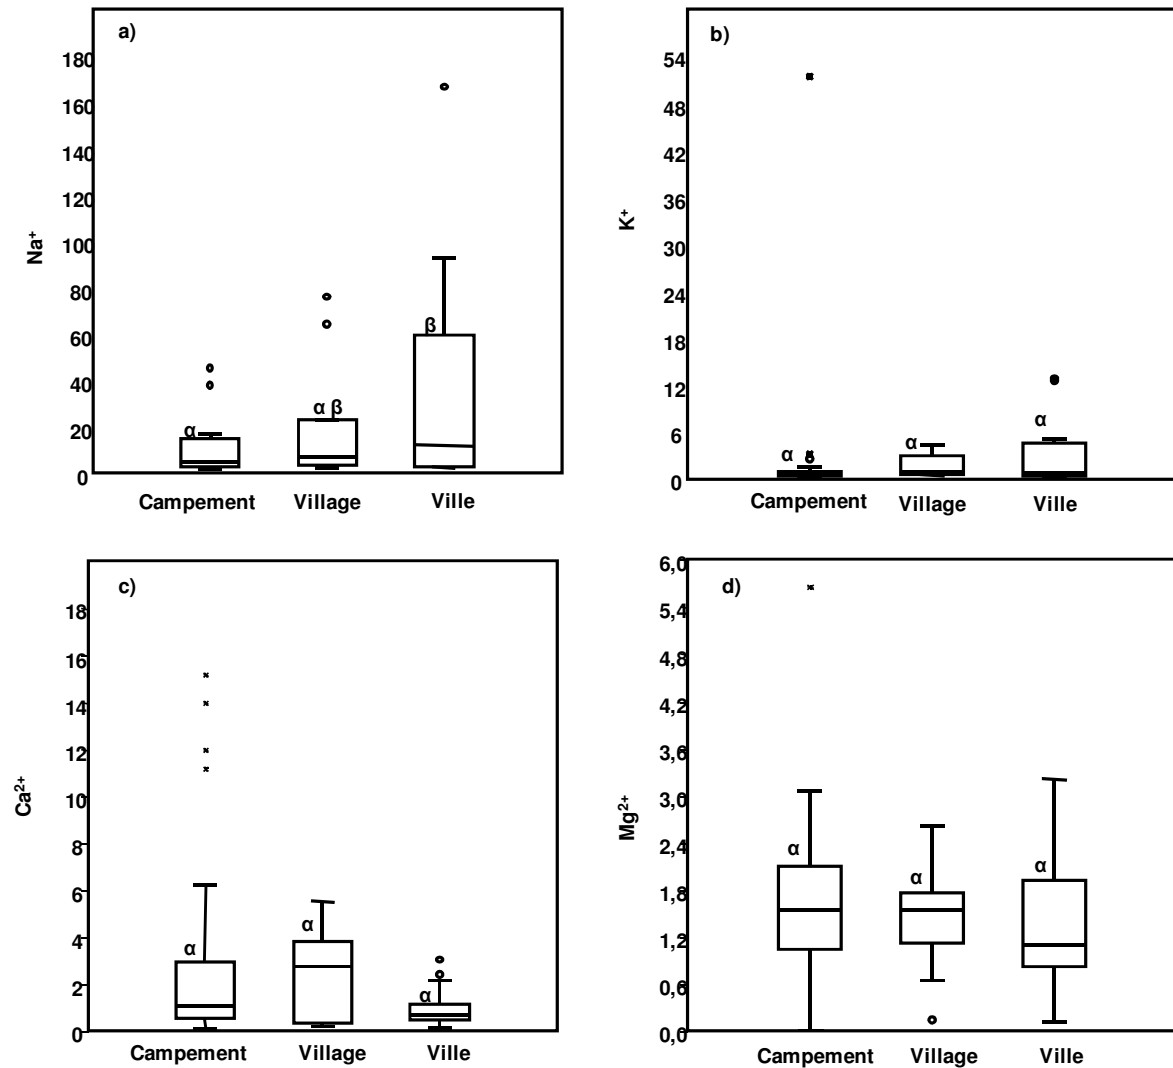 a)
180
160
140
120
100
80
60
40
20
0
Na⁺
β
α β
α
Campement Village Ville
b)
54
48
42
36
30
24
18
12
6
0
K⁺
α
α
α
Campement Village Ville
c)
18
16
14
12
10
8
6
4
2
0
Ca²⁺
α
α
α
Campement Village Ville
d)
6,0
5,4
4,8
4,2
3,6
3,0
2,4
1,8
1,2
0,6
0,0
Mg²⁺
α
α
α
Campement Village Ville